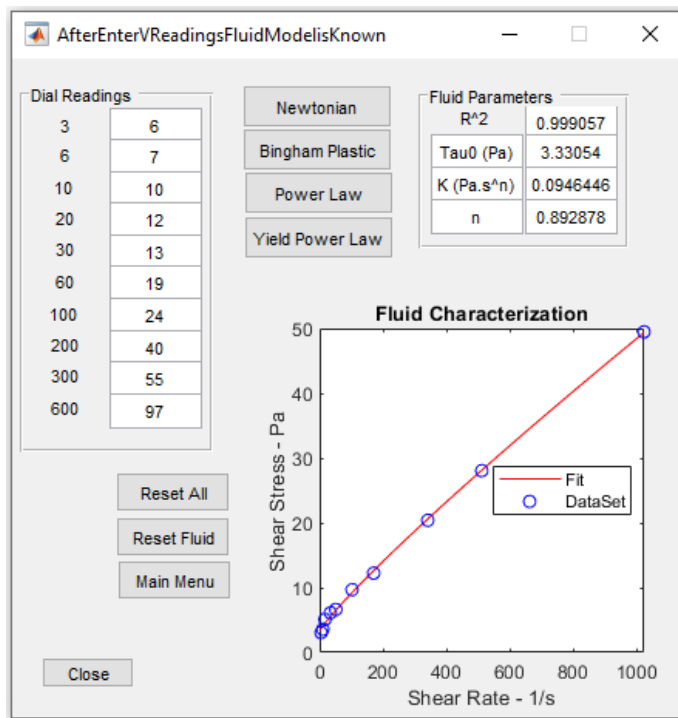 AfterEnterVReadingsFluidModelisKnown
Dial Readings
3 6
6 7
10 10
20 12
30 13
60 19
100 24
200 40
300 55
600 97
Newtonian
Bingham Plastic
Power Law
Yield Power Law
Fluid Parameters
R^2 0.999057
Tau0 (Pa) 3.33054
K (Pa.s^n) 0.0946446
n 0.892878
Reset All
Reset Fluid
Main Menu
Close
Fluid Characterization
Shear Stress - Pa
50
40
30
20
10
0
Fit
DataSet
0 200 400 600 800 1000
Shear Rate - 1/s